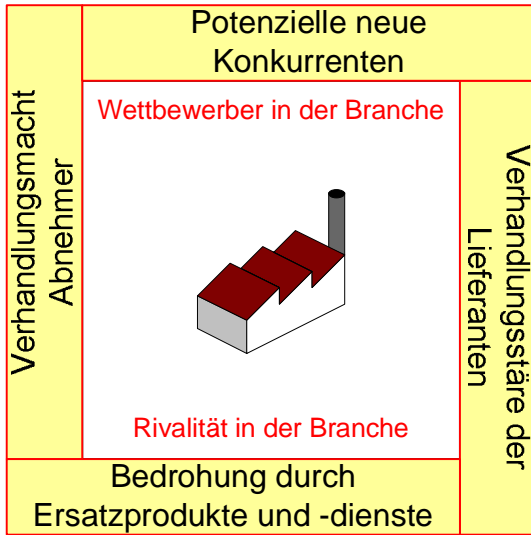 Potenzielle neue
Konkurrenten
Verhandlungsmacht
Abnehmer
Wettbewerber in der Branche
Rivalität in der Branche
Verhandlungsstäre der
Lieferanten
Bedrohung durch
Ersatzprodukte und -dienste